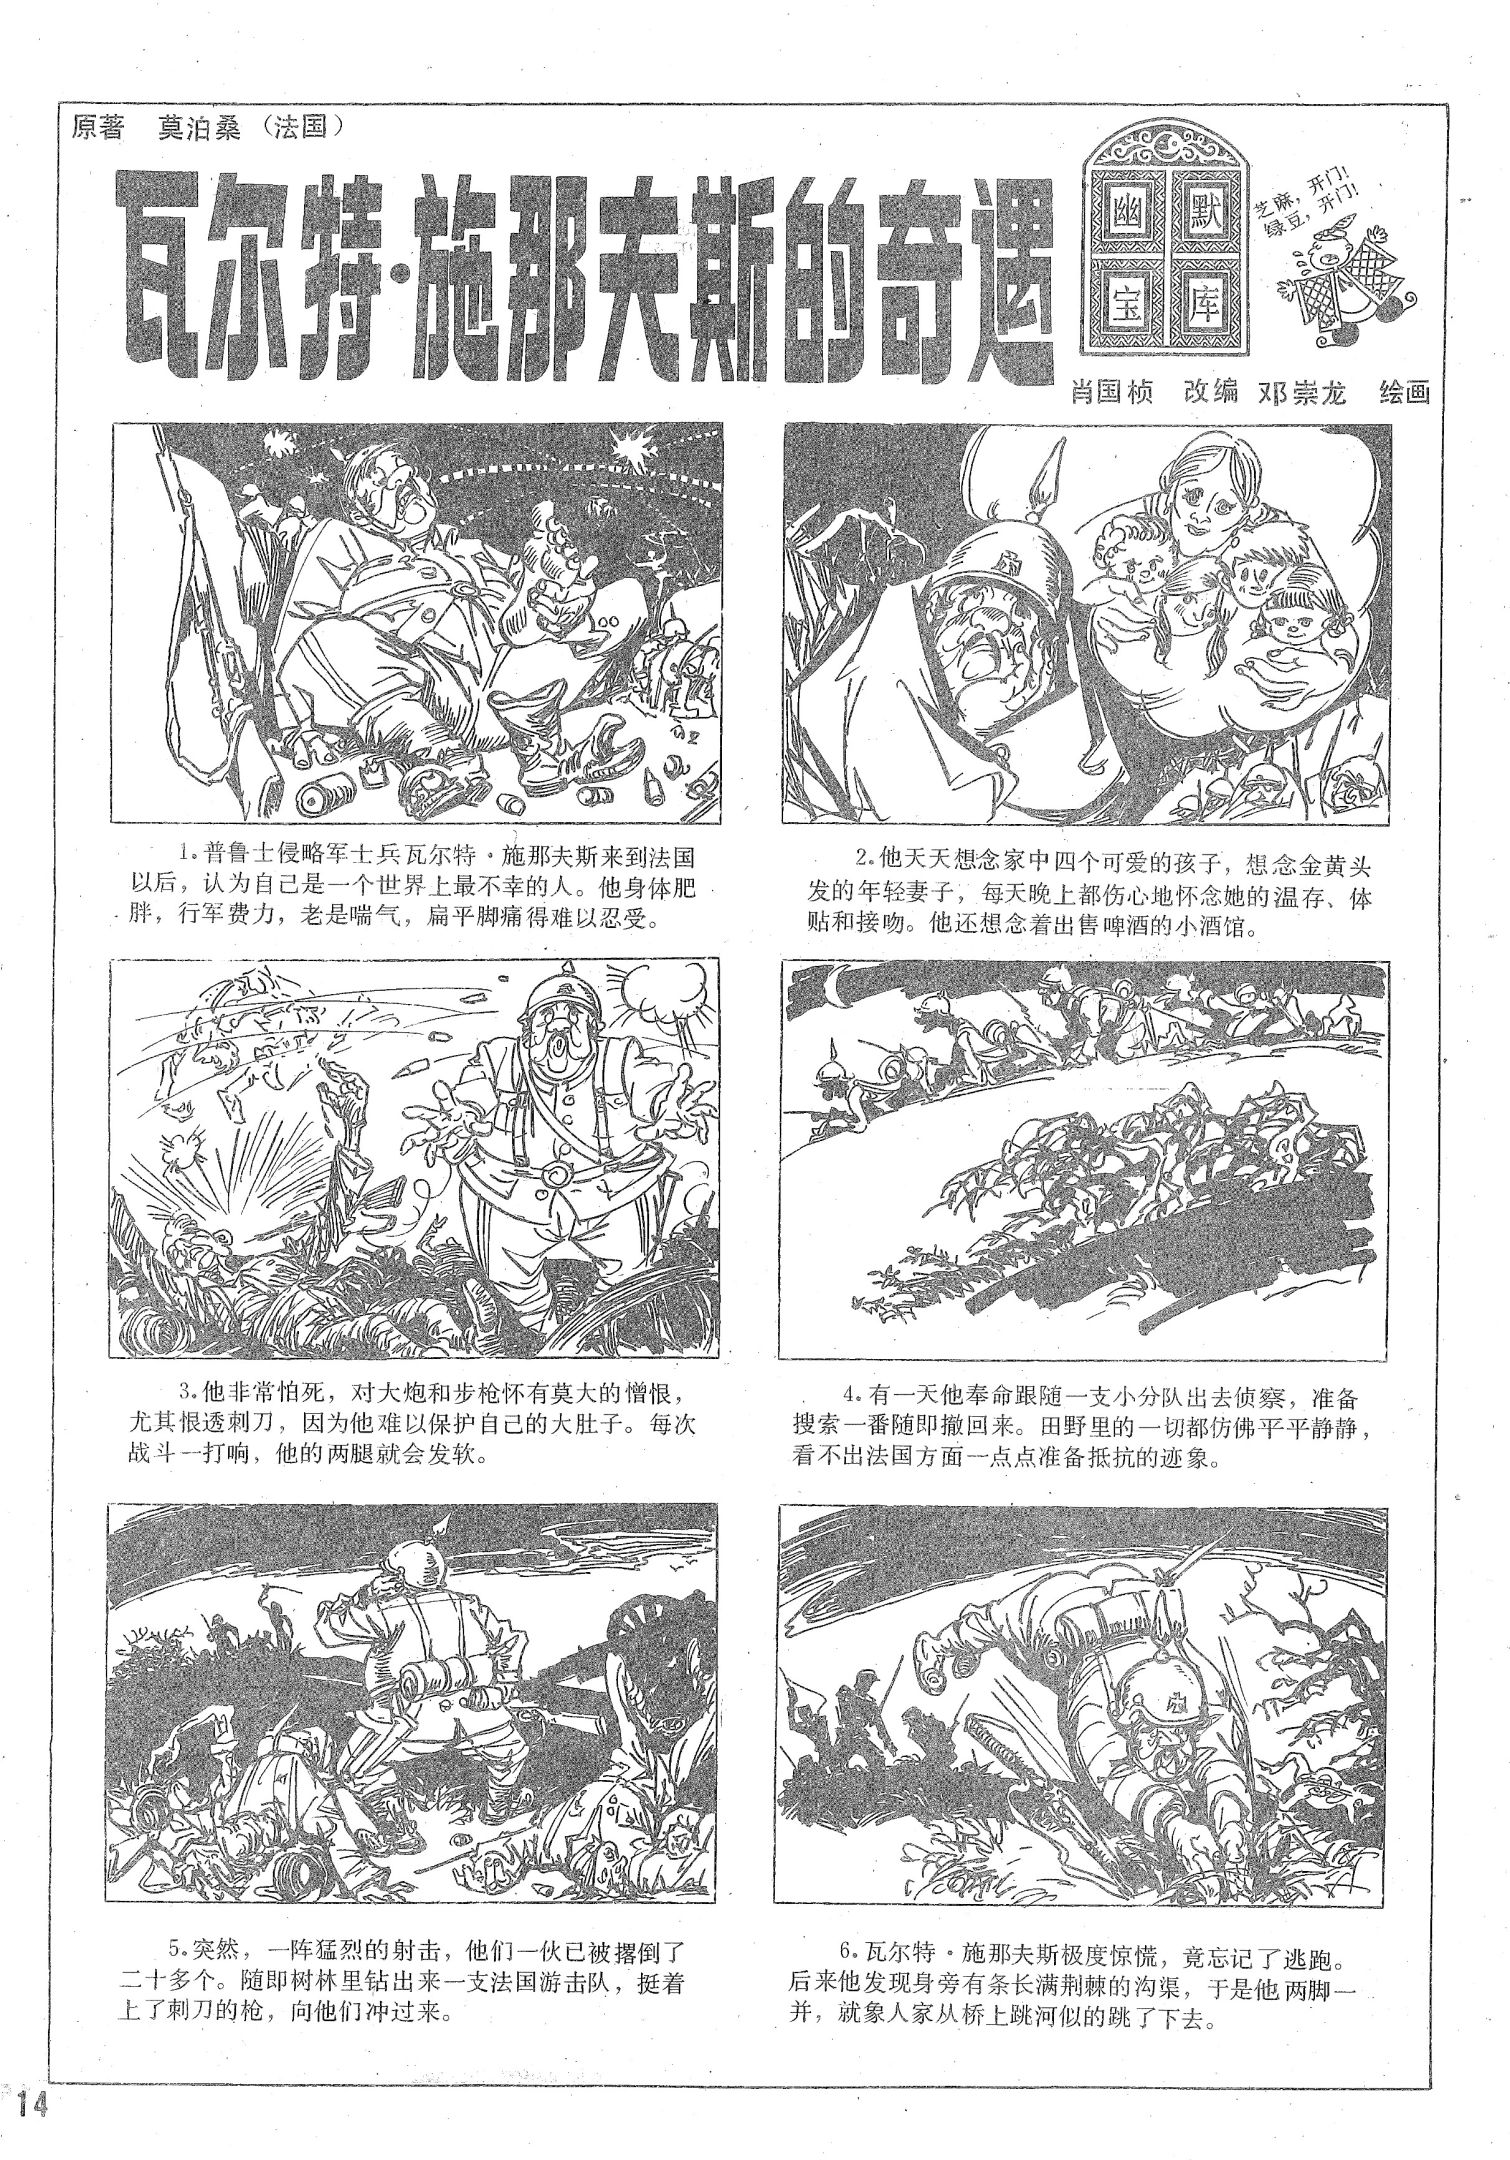 原著 莫泊桑（法国）
瓦尔特·施那夫斯的奇遇
幽默
宝库
芝麻，开门！
绿豆，开门！
肖国桢 改编 邓崇龙 绘画
1。普鲁士侵略军士兵瓦尔特·施那夫斯来到法国
以后，认为自己是一个世界上最不幸的人。他身体肥
胖，行军费力，老是喘气，扁平脚痛得难以忍受。
2。他天天想念家中四个可爱的孩子，想念金黄头
发的年轻妻子，每天晚上都伤心地怀念她的温存、体
贴和接吻。他还想念着出售啤酒的小酒馆。
3。他非常怕死，对大炮和步枪怀有莫大的憎恨，
尤其恨透刺刀，因为他难以保护自己的大肚子。每次
战斗一打响，他的两腿就会发软。
4。有一天他奉命跟随一支小分队出去侦察，准备
搜索一番随即撤回来。田野里的一切都仿佛平平静静，
看不出法国方面一点点准备抵抗的迹象。
5。突然，一阵猛烈的射击，他们一伙已被撂倒了
二十多个。随即树林里钻出来一支法国游击队，挺着
上了刺刀的枪，向他们冲过来。
6。瓦尔特·施那夫斯极度惊慌，竟忘记了逃跑。
后来他发现身旁有条长满荆棘的沟渠，于是他两脚一
并，就象人家从桥上跳河似的跳了下去。
14